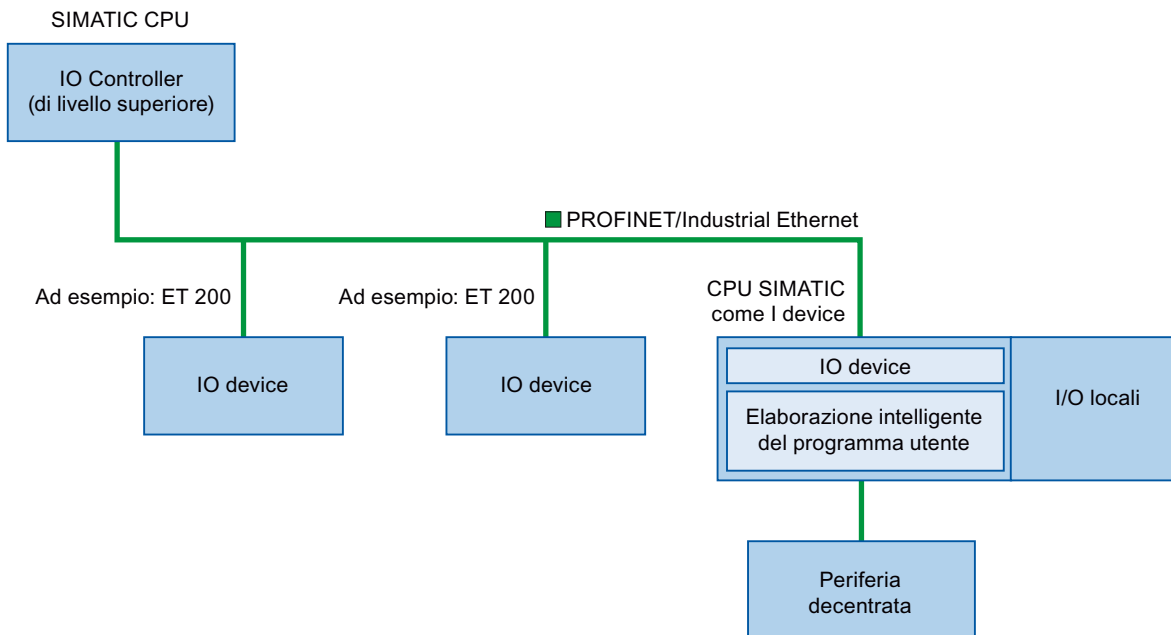 SIMATIC CPU
IO Controller
(di livello superiore)
PROFINET/Industrial Ethernet
Ad esempio: ET 200
Ad esempio: ET 200
CPU SIMATIC
come I device
IO device
IO device
IO device
Elaborazione intelligente
del programma utente
I/O locali
Periferia
decentrata